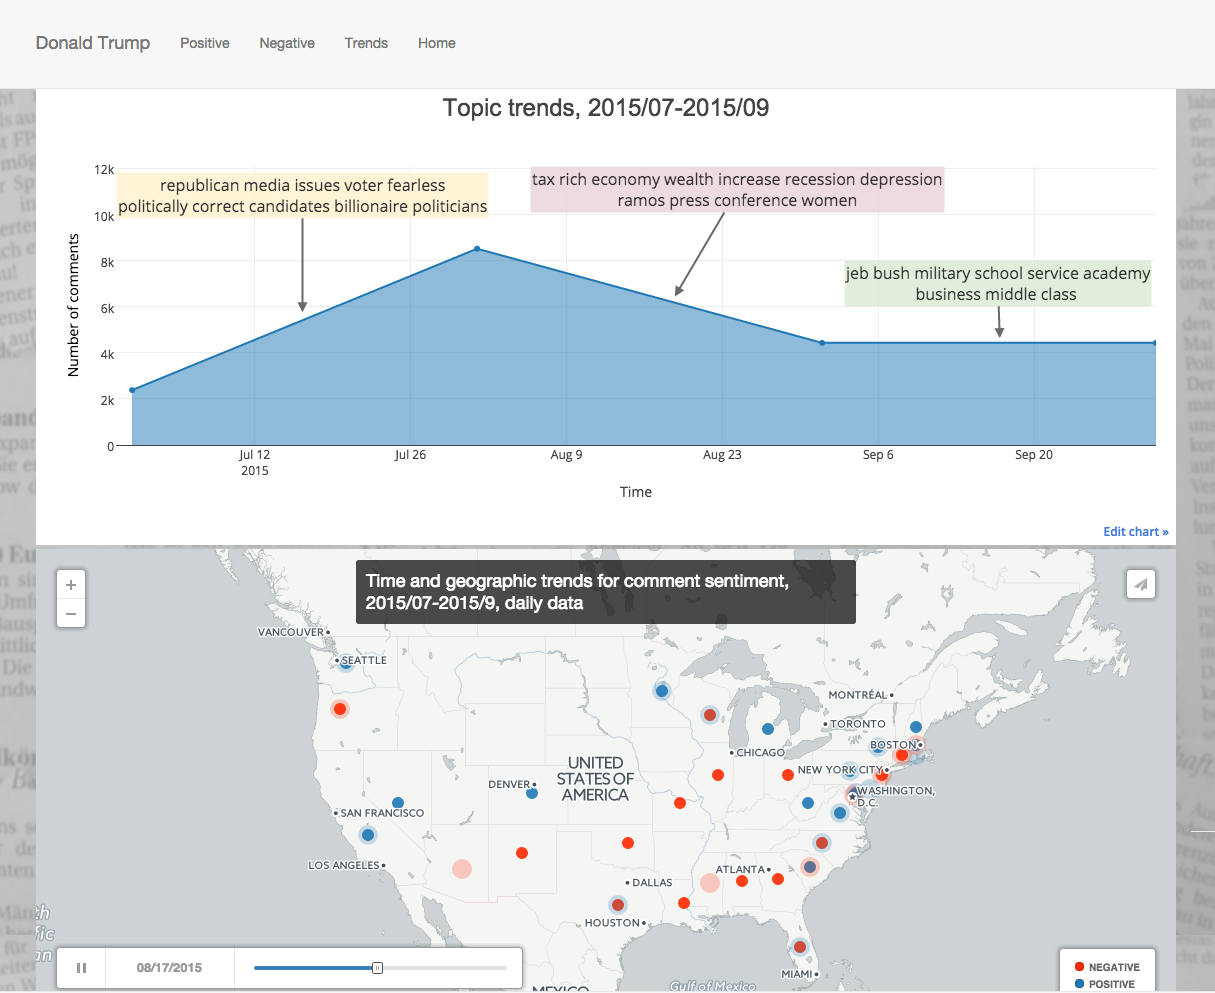 Donald Trump Positive Negative Trends Home
Topic trends, 2015/07-2015/09
12k
10k
8k
6k
4k
2k
0
Number of comments
republican media issues voter fearless
politically correct candidates billionaire politicians
tax rich economy wealth increase recession depression
ramos press conference women
jeb bush military school service academy
business middle class
Jul 12 Jul 26 Aug 9 Aug 23 Sep 6 Sep 20
2015
Time
Edit chart »
+
−
Time and geographic trends for comment sentiment,
2015/07-2015/9, daily data
VANCOUVER
SEATTLE
MONTRÉAL
TORONTO
BOSTON
CHICAGO
NEW YORK CITY
UNITED
STATES OF
AMERICA
DENVER
WASHINGTON,
D.C.
SAN FRANCISCO
LOS ANGELES
ATLANTA
DALLAS
HOUSTON
MIAMI
08/17/2015
MEXICO
Gulf of Mexico
NEGATIVE
POSITIVE